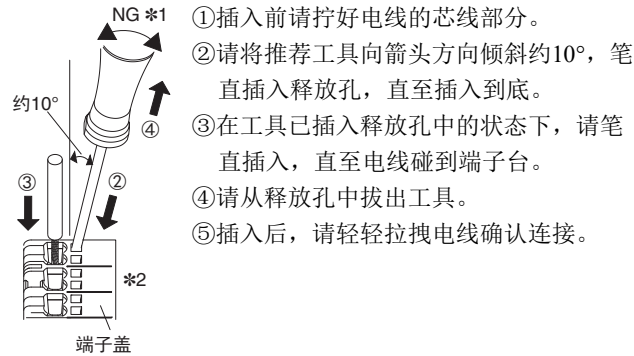 NG ✻1
约10°
④
③
②
✻2
端子盖
①插入前请拧好电线的芯线部分。
②请将推荐工具向箭头方向倾斜约10°，笔
直插入释放孔，直至插入到底。
③在工具已插入释放孔中的状态下，请笔
直插入，直至电线碰到端子台。
④请从释放孔中拔出工具。
⑤插入后，请轻轻拉拽电线确认连接。